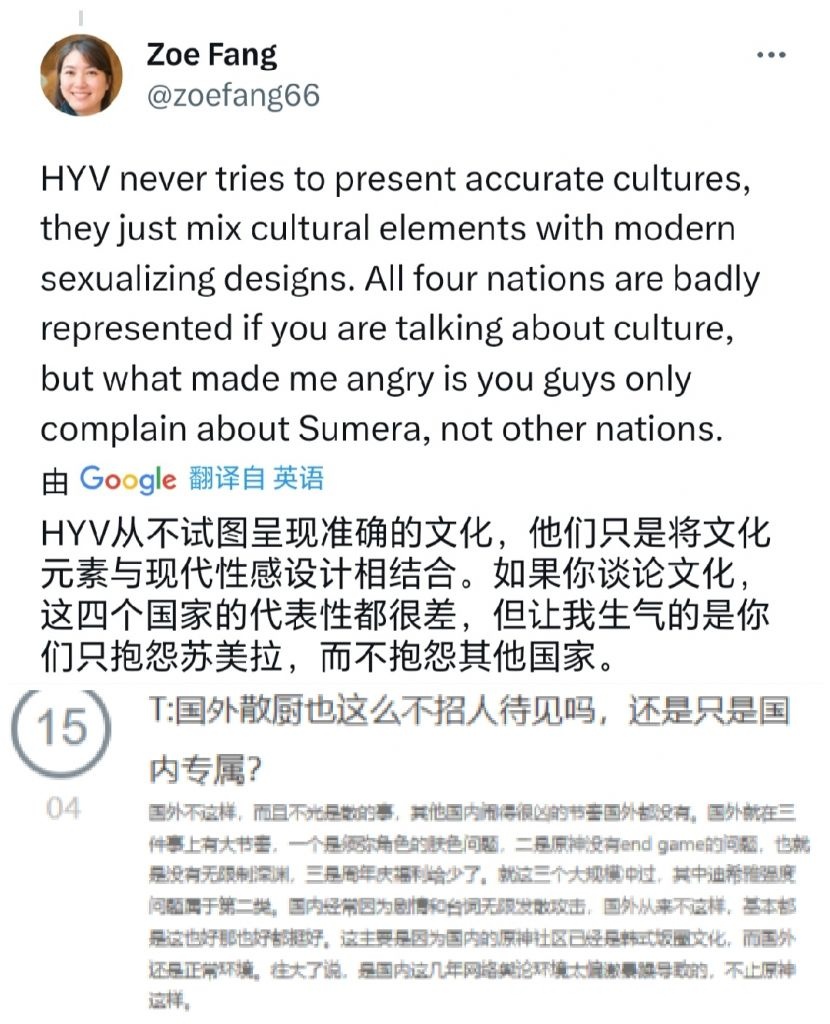 Zoe Fang
@zoefang66
HYV never tries to present accurate cultures,
they just mix cultural elements with modern
sexualizing designs. All four nations are badly
represented if you are talking about culture,
but what made me angry is you guys only
complain about Sumera, not other nations.
由 Google 翻译自 英语
HYV从不试图呈现准确的文化，他们只是将文化
元素与现代性感设计相结合。如果你谈论文化，
这四个国家的代表性都很差，但让我生气的是你
们只抱怨苏美拉，而不抱怨其他国家。
15
T:国外散厨也这么不招人待见吗，还是只是国
内专属？
04
国外不这样，而且不光是散的事，其他国内闹得很凶的节奏国外都没有。国外就在三
件事上有大节奏，一个是须弥角色的肤色问题，二是原神没有end game的问题，也就
是没有无限制深渊，三是周年庆福利给少了。就这三个大规模冲过，其中迪希雅强度
问题属于第二类。国内经常因为剧情和台词无限发散攻击，国外从来不这样，基本都
是这也好那也好都挺好。这主要是因为国内的原神社区已经是韩式饭圈文化，而国外
还是正常环境。往大了说，是国内这几年网络舆论环境太偏激暴躁导致的，不止原神
这样。